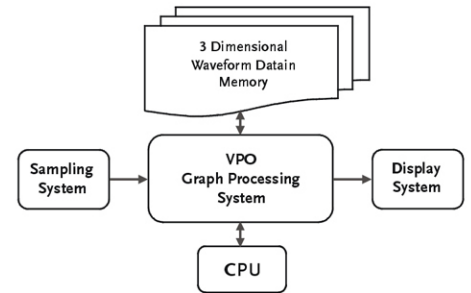 3 Dimensional
Waveform Datain
Memory
Sampling
System
VPO
Graph Processing
System
Display
System
CPU